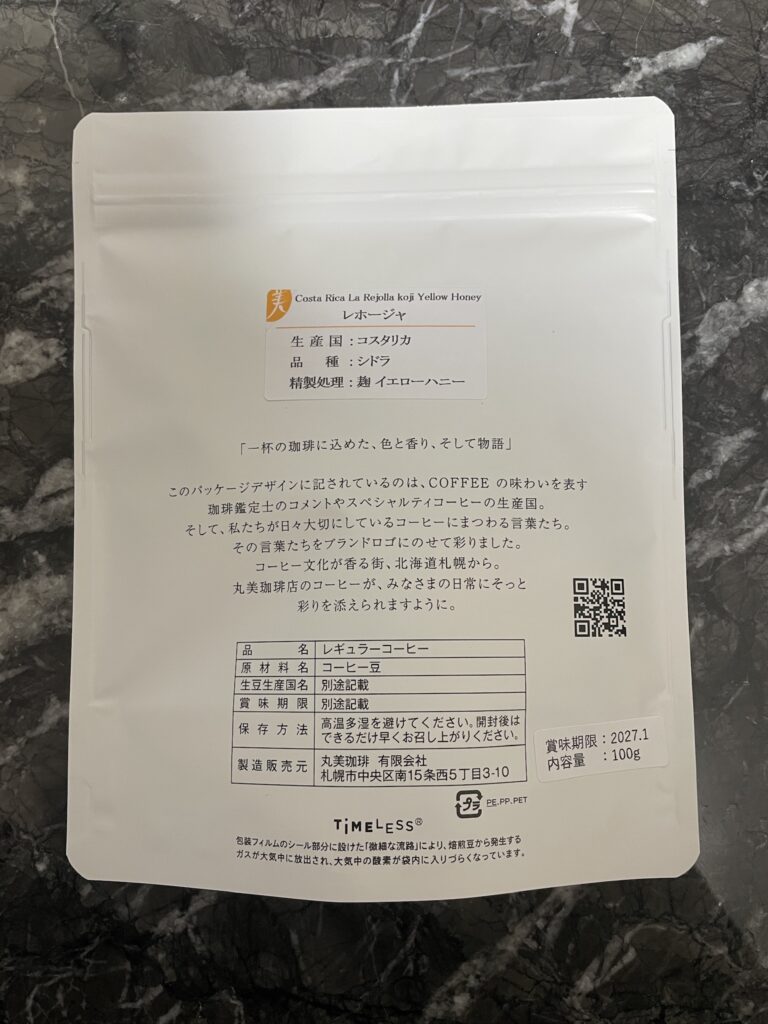 美
Costa Rica La Rejolla koji Yellow Honey
レホージャ
生産国：コスタリカ
品　種：シドラ
精製処理：麹 イエローハニー
「一杯の珈琲に込めた、色と香り、そして物語」
このパッケージデザインに記されているのは、COFFEE の味わいを表す
珈琲鑑定士のコメントやスペシャルティコーヒーの生産国。
そして、私たちが日々大切にしているコーヒーにまつわる言葉たち。
その言葉たちをブランドロゴにのせて彩りました。
コーヒー文化が香る街、北海道札幌から。
丸美珈琲店のコーヒーが、みなさまの日常にそっと
彩りを添えられますように。
品名 レギュラーコーヒー
原材料名 コーヒー豆
生豆生産国名 別途記載
賞味期限 別途記載
保存方法 高温多湿を避けてください。開封後は
できるだけ早くお召し上がりください。
製造販売元 丸美珈琲 有限会社
札幌市中央区南15条西5丁目3-10
賞味期限：2027.1
内容量　：100g
プラ PE.PP.PET
TiMELESS®
包装フィルムのシール部分に設けた「微細な流路」により、焙煎豆から発生する
ガスが大気中に放出され、大気中の酸素が袋内に入りづらくなっています。